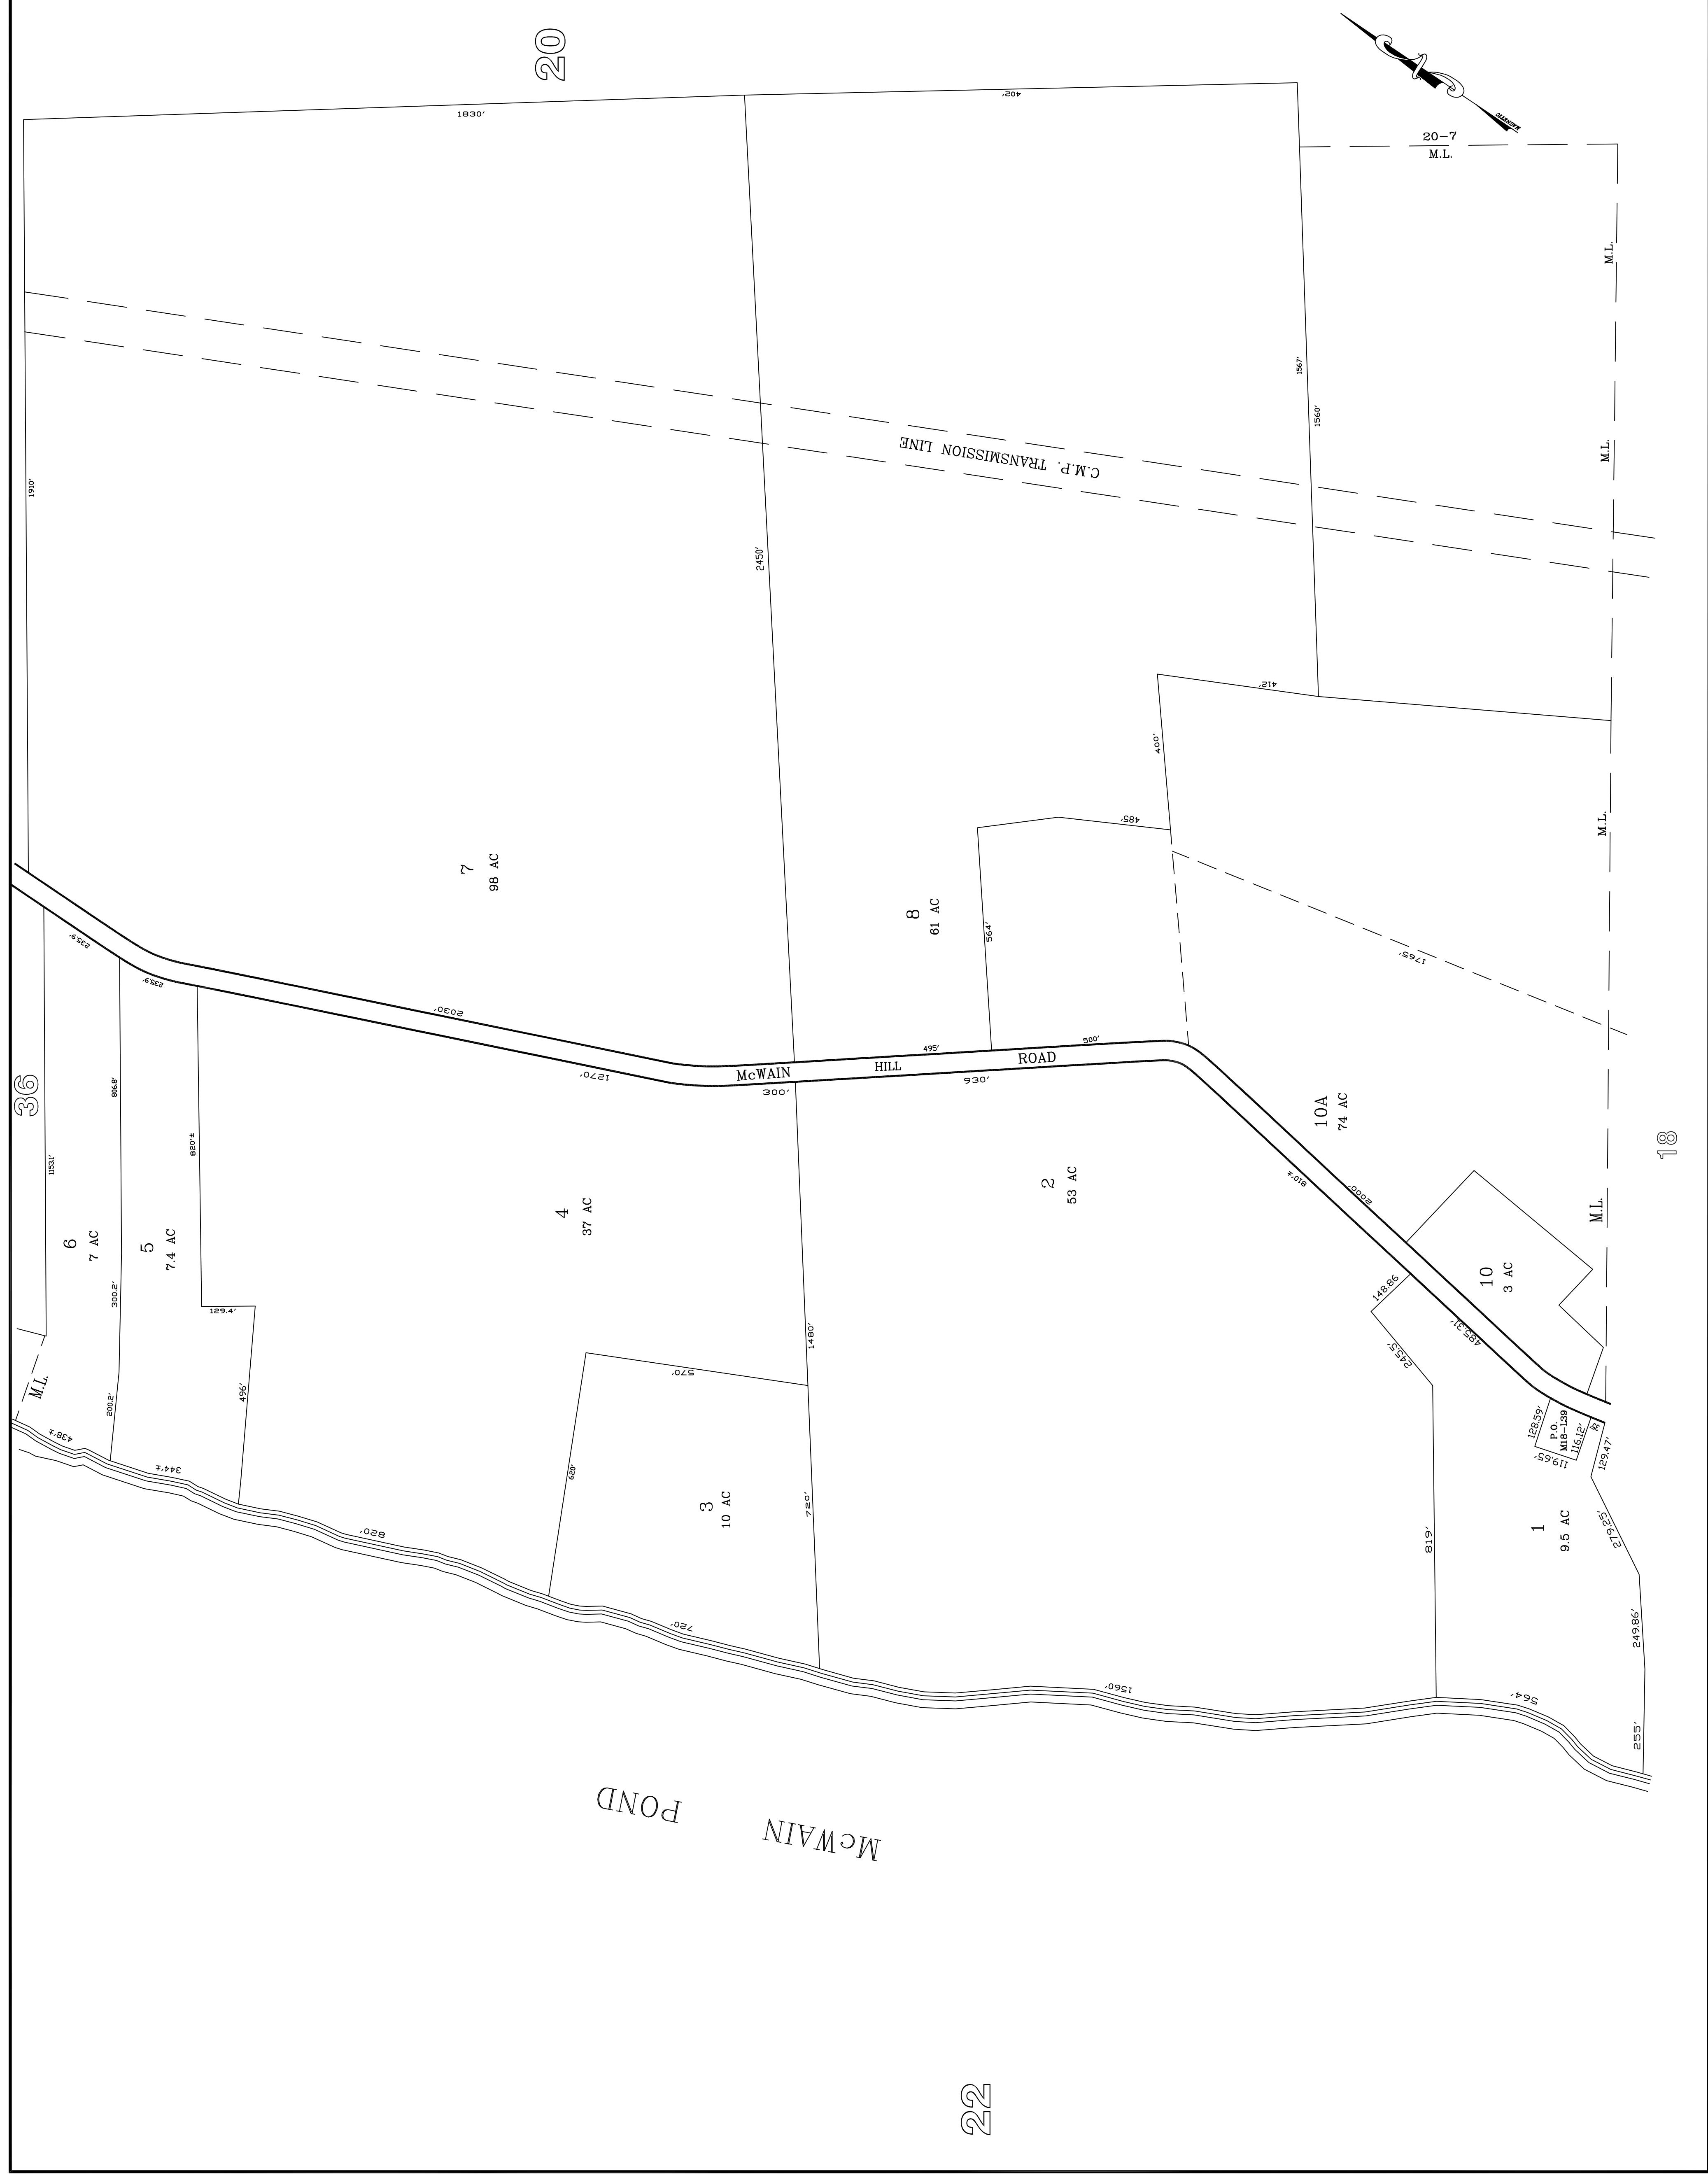 20
MAGNETIC
1830'
402'
20-7
M.L.
M.L.
1567'
1560'
M.L.
C.M.P. TRANSMISSION LINE
1910'
2450'
412'
400'
485'
M.L.
7
98 AC
8
61 AC
564'
1765'
235.9'
235.9'
2030'
495'
500'
McWAIN HILL ROAD
1270'
300'
930'
36
806.8'
820'±
1153.1'
10A
74 AC
18
2
53 AC
810'±
2000'
M.L.
4
37 AC
6
7 AC
5
7.4 AC
10
3 AC
148.86
300.2'
129.4'
1480'
485.31'
245.5'
570'
M.L.
496'
200.2'
438'±
344'±
128.59'
P.O.
M18-L39
116.12'
119.65'
129.47'
620'
3
10 AC
720'
820'
1
9.5 AC
279.25'
819'
720'
249.86'
1560'
564'
255'
McWAIN POND
22